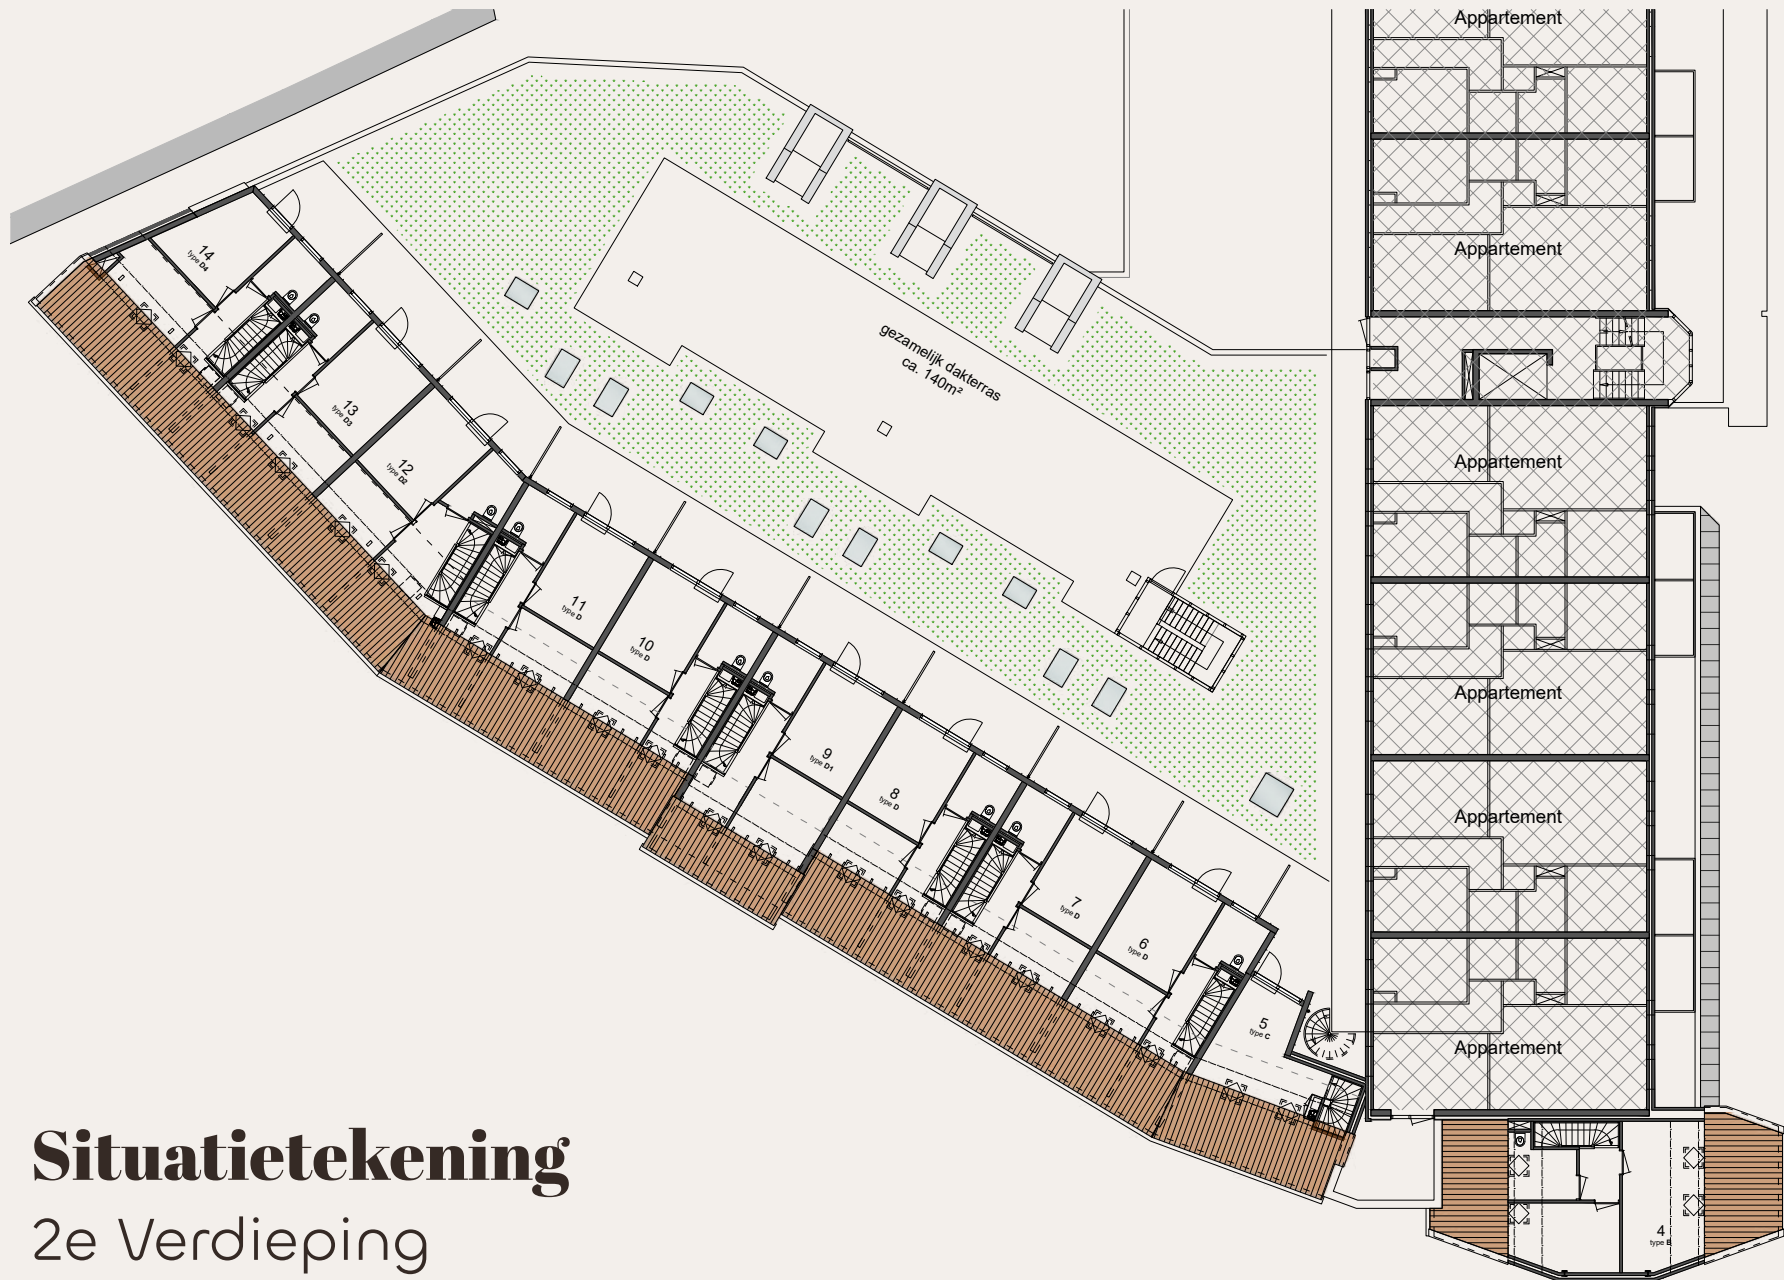 Appartement
Appartement
14
type D4
gezamelijk dakterras
ca. 140m²
13
type D3
12
type D2
Appartement
11
type D
10
type D
Appartement
9
type D1
8
type D
Appartement
7
type D
6
type D
5
type C
Appartement
4
type B
Situatietekening
2e Verdieping